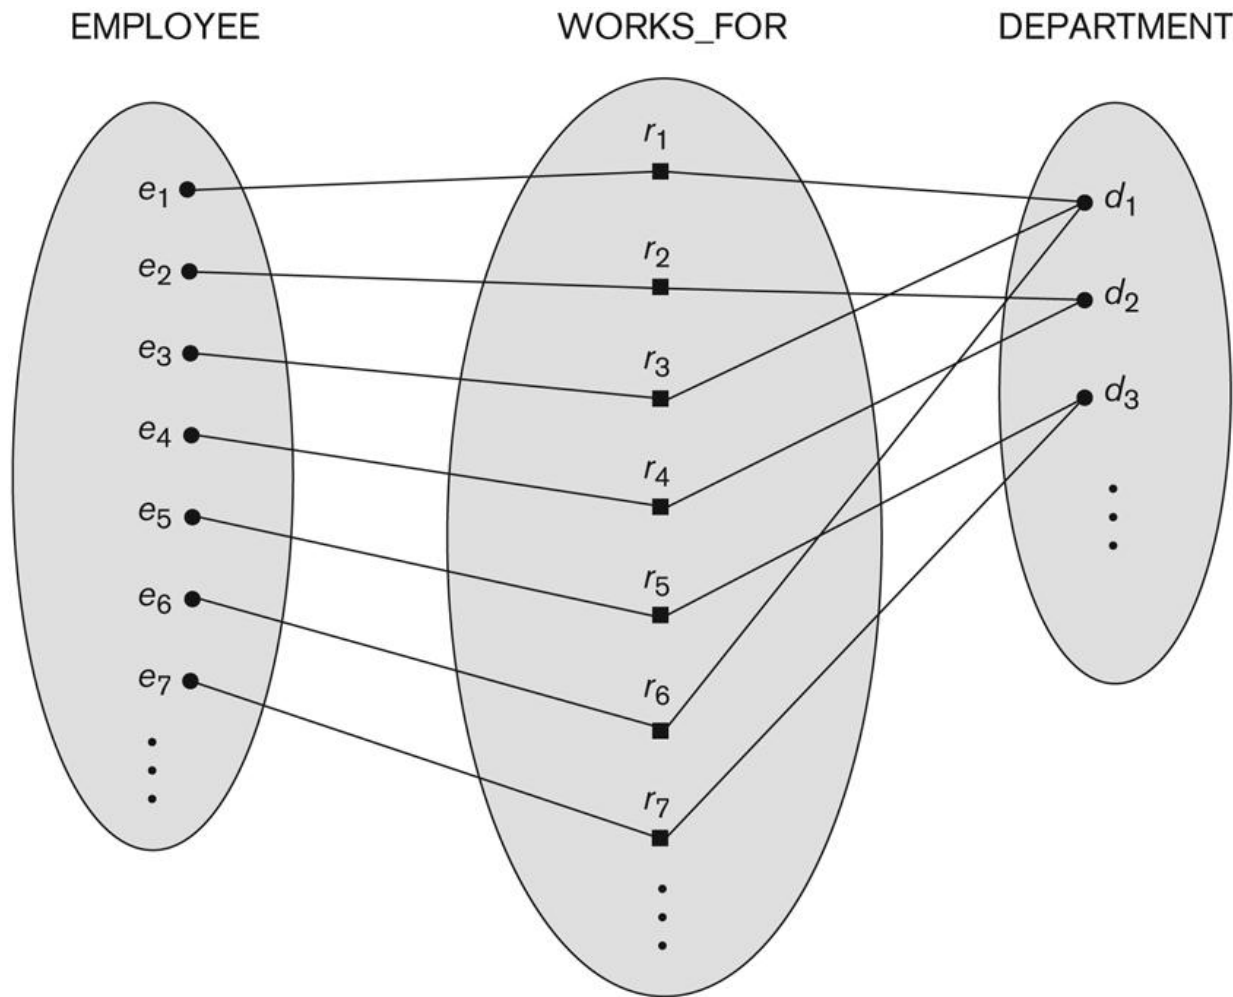 EMPLOYEE WORKS_FOR DEPARTMENT
r₁
e₁ d₁
r₂
e₂ d₂
e₃ r₃ d₃
e₄ r₄
e₅ r₅
e₆ r₆
e₇ r₇